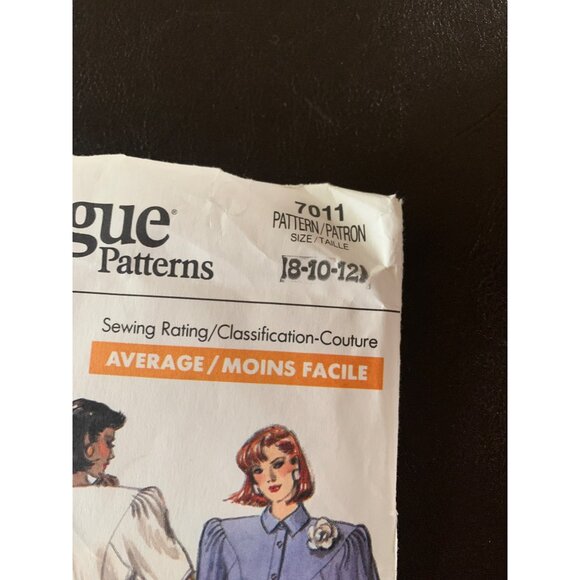 gue®
Patterns
7011
PATTERN/PATRON
SIZE/TAILLE
8-10-12
Sewing Rating/Classification-Couture
AVERAGE/MOINS FACILE